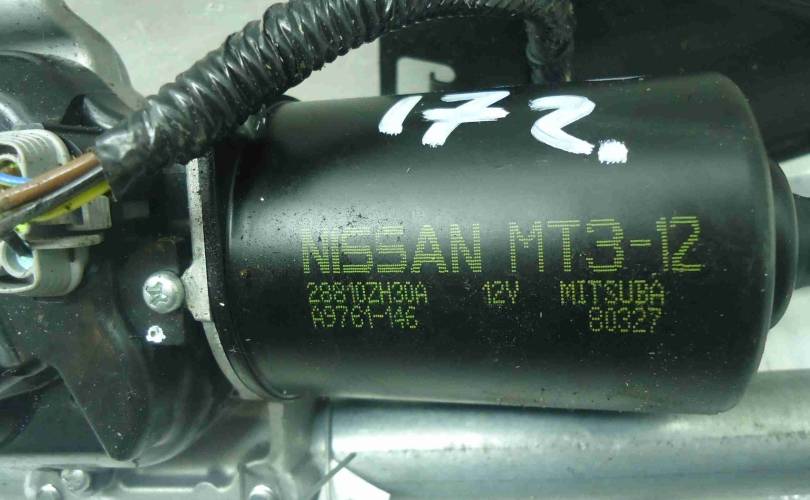 172.
NISSAN MT3-12
28810ZH30A 12V MITSUBA
A9761-146 80327